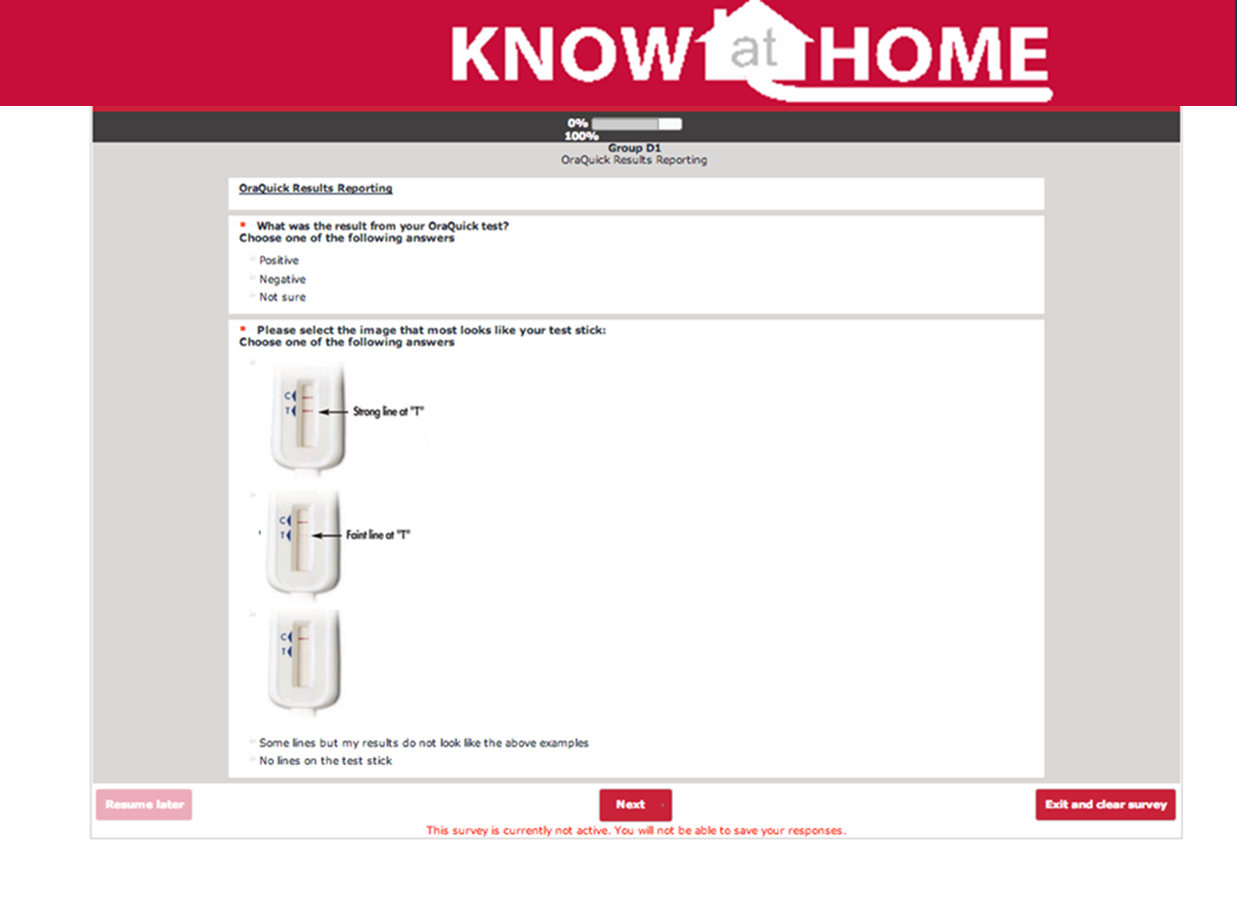 KNOW at HOME
0%
100%
Group D1
OraQuick Results Reporting
OraQuick Results Reporting
* What was the result from your OraQuick test?
Choose one of the following answers
Positive
Negative
Not sure
* Please select the image that most looks like your test stick:
Choose one of the following answers
C
T Strong line at "T"
C
T Faint line at "T"
C
T
Some lines but my results do not look like the above examples
No lines on the test stick
Resume later
Next
Exit and clear survey
This survey is currently not active. You will not be able to save your responses.